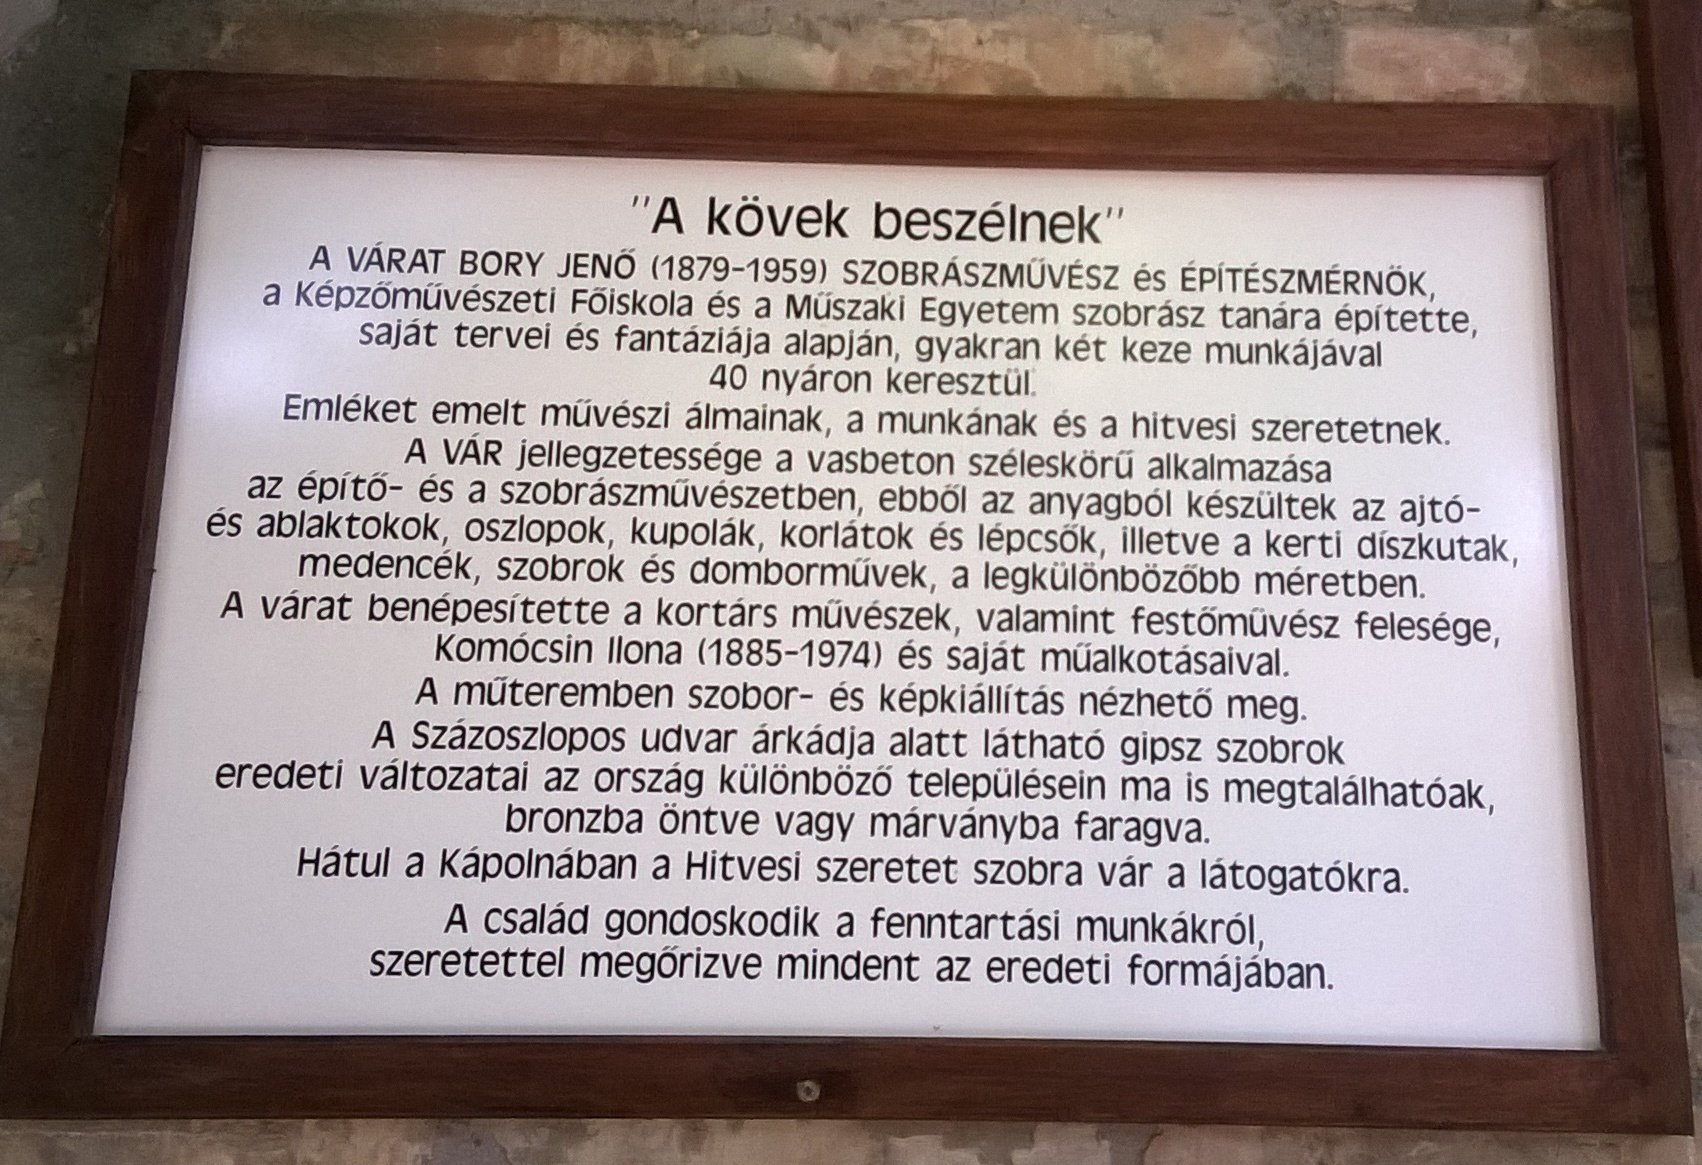 "A kövek beszélnek"
A VÁRAT BORY JENŐ (1879-1959) SZOBRÁSZMŰVÉSZ és ÉPÍTÉSZMÉRNÖK,
a Képzőművészeti Főiskola és a Műszaki Egyetem szobrász tanára építette,
saját tervei és fantáziája alapján, gyakran két keze munkájával
40 nyáron keresztül.
Emléket emelt művészi álmainak, a munkának és a hitvesi szeretetnek.
A VÁR jellegzetessége a vasbeton széleskörű alkalmazása
az építő- és a szobrászművészetben, ebből az anyagból készültek az ajtó-
és ablaktokok, oszlopok, kupolák, korlátok és lépcsők, illetve a kerti díszkutak,
medencék, szobrok és domborművek, a legkülönbözőbb méretben.
A várat benépesítette a kortárs művészek, valamint festőművész felesége,
Komócsin Ilona (1885-1974) és saját műalkotásaival.
A műteremben szobor- és képkiállítás nézhető meg.
A Százoszlopos udvar árkádja alatt látható gipsz szobrok
eredeti változatai az ország különböző településein ma is megtalálhatóak,
bronzba öntve vagy márványba faragva.
Hátul a Kápolnában a Hitvesi szeretet szobra vár a látogatókra.
A család gondoskodik a fenntartási munkákról,
szeretettel megőrizve mindent az eredeti formájában.